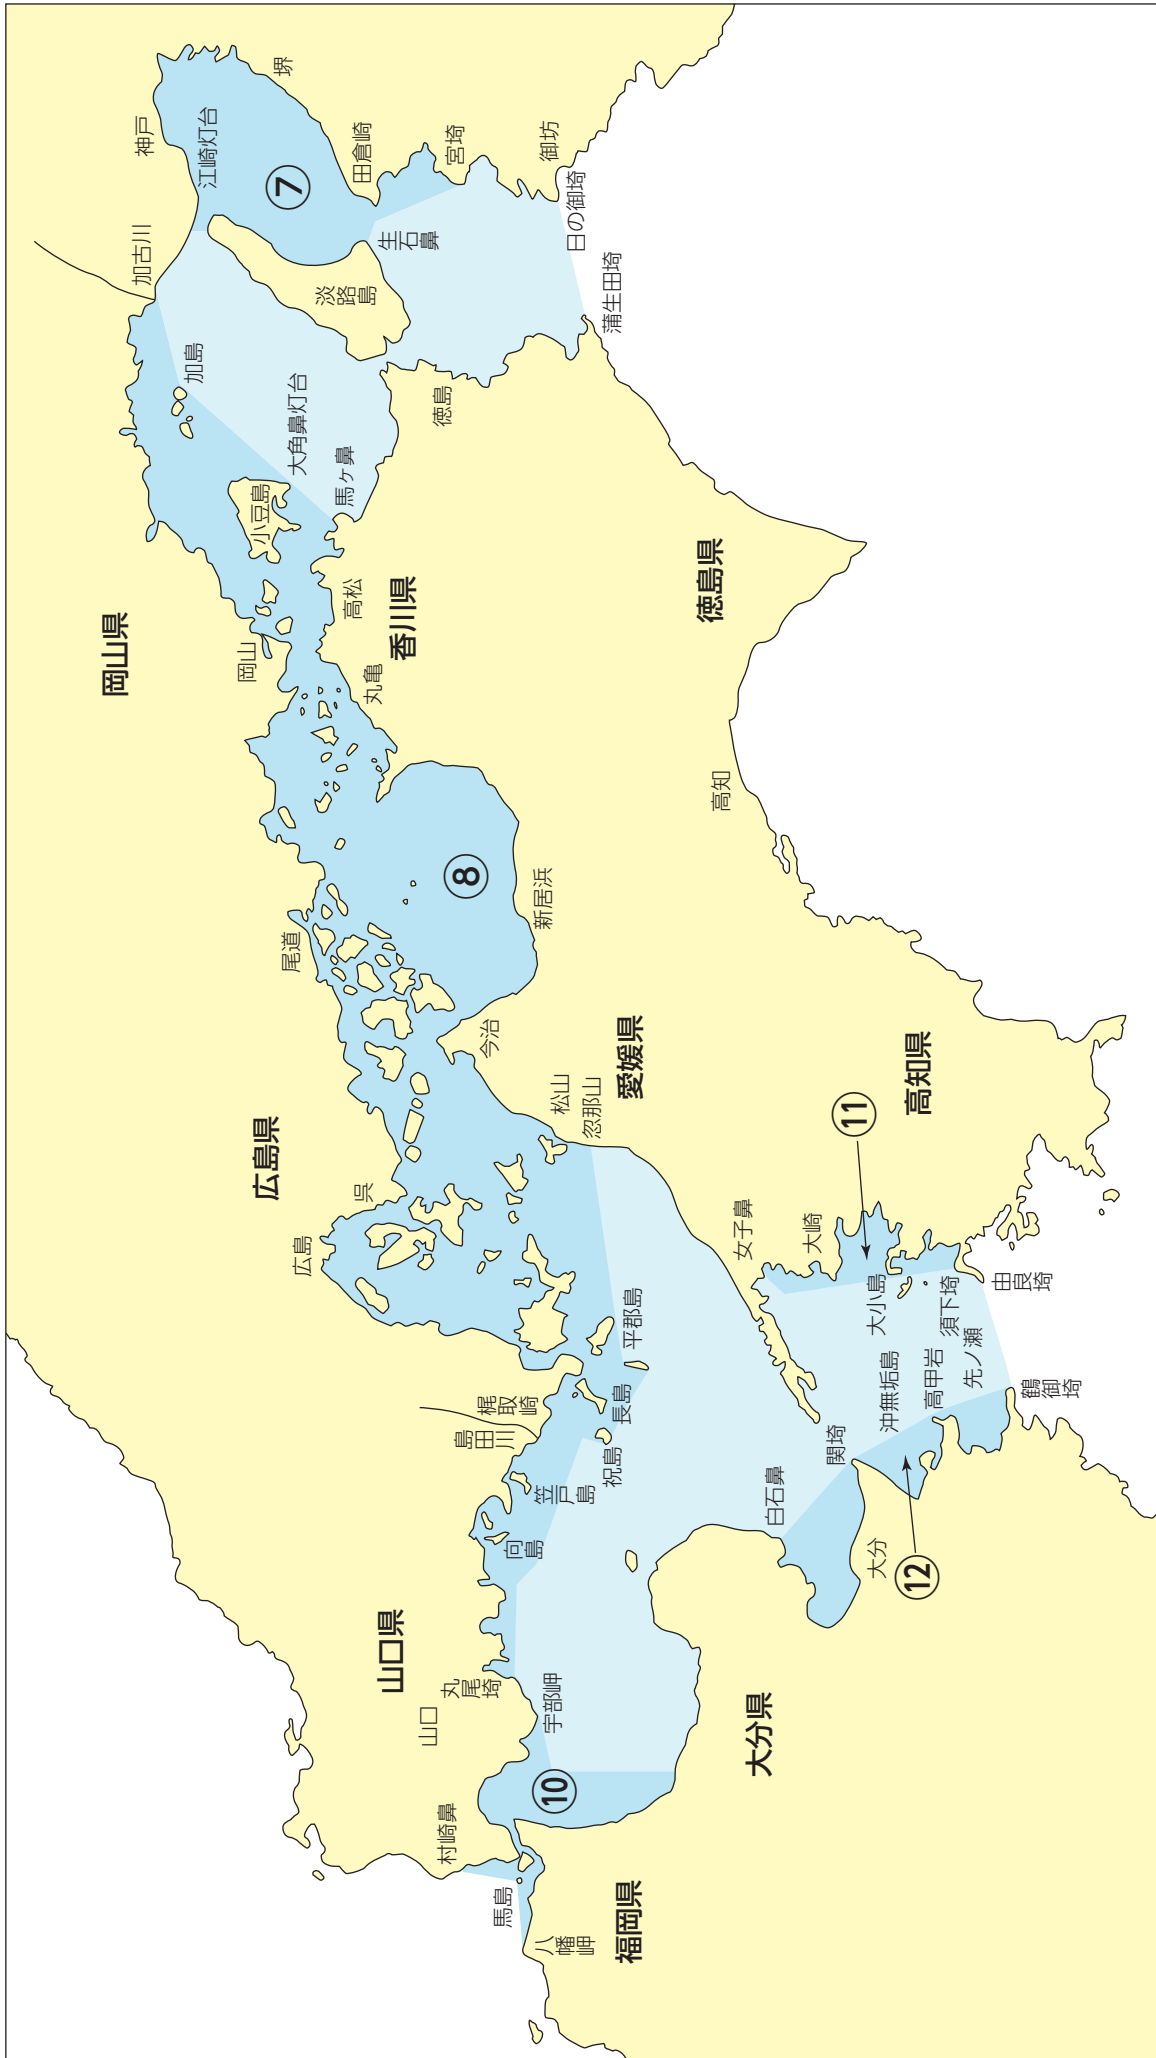 神戸
江崎灯台
堺
⑦
田倉崎
宮埼
御坊
日の御埼
生石鼻
加古川
淡路島
蒲生田埼
加島
大角鼻灯台
馬ヶ鼻
徳島
小豆島
高松
香川県
徳島県
岡山県
岡山
丸亀
高知
⑧
新居浜
尾道
今治
愛媛県
松山
忽那山
高知県
⑪
広島県
呉
広島
女子鼻
大崎
大小島
須下埼
由良埼
平郡島
長島
沖無垢島
高甲岩
先ノ瀬
鶴御埼
梶取崎
島田川
祝島
笠戸島
向島
関埼
白石鼻
大分
⑫
山口県
丸尾埼
山口
宇部岬
大分県
⑩
村崎鼻
馬島
八幡岬
福岡県